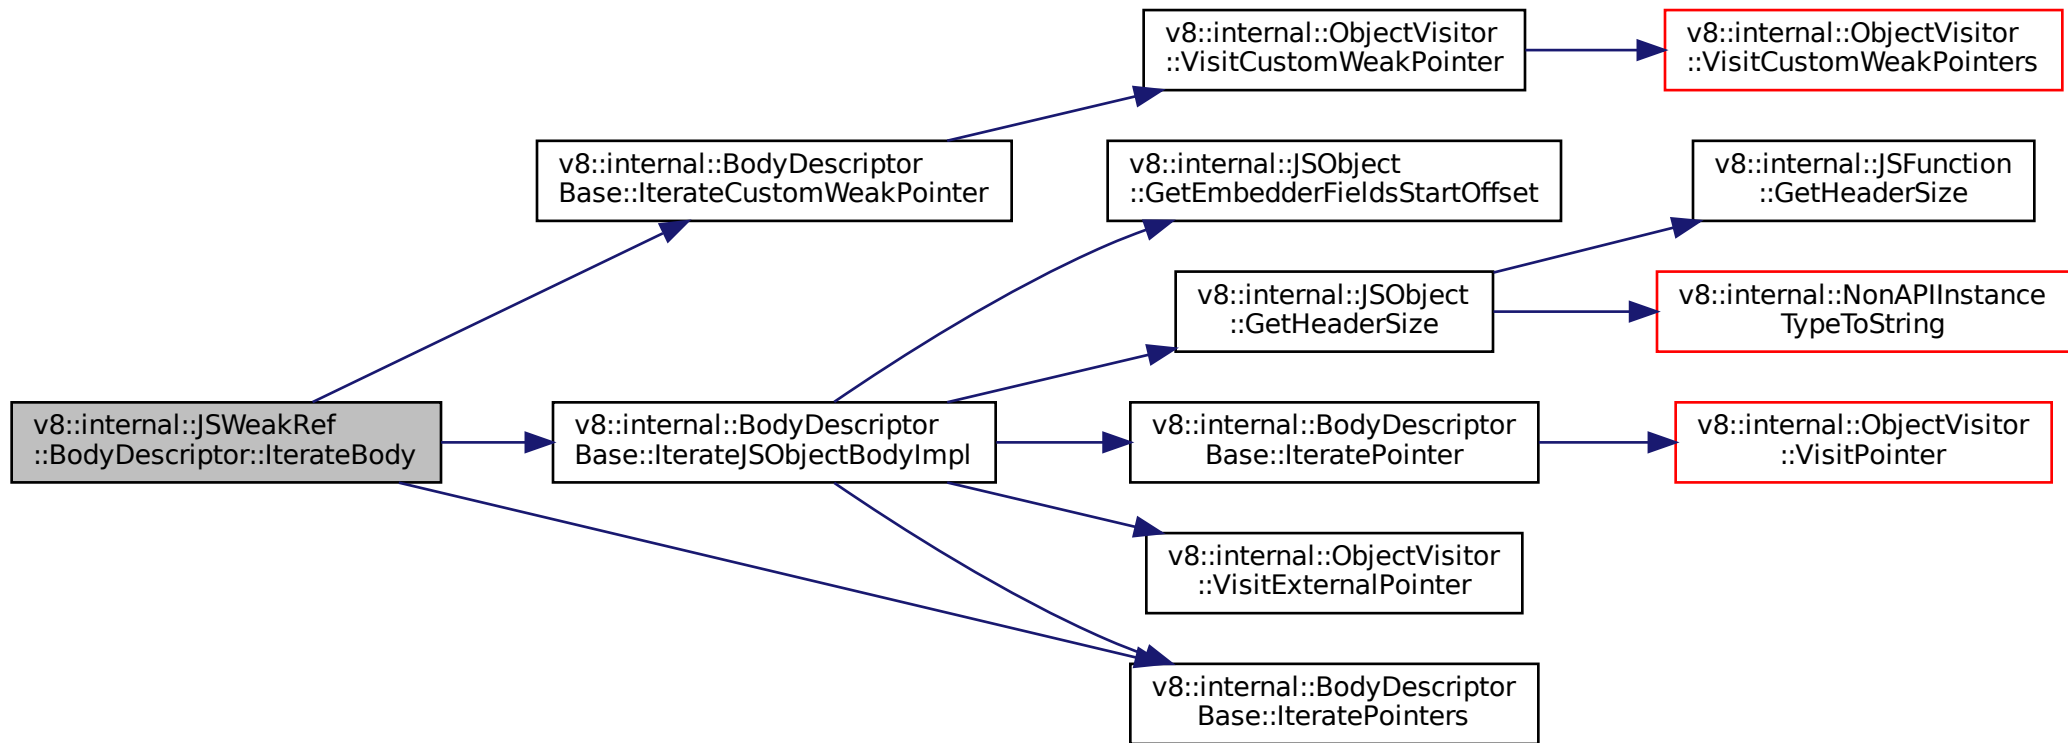 v8::internal::JSWeakRef
::BodyDescriptor::IterateBody
v8::internal::BodyDescriptor
Base::IterateCustomWeakPointer
v8::internal::ObjectVisitor
::VisitCustomWeakPointer
v8::internal::ObjectVisitor
::VisitCustomWeakPointers
v8::internal::BodyDescriptor
Base::IterateJSObjectBodyImpl
v8::internal::JSObject
::GetEmbedderFieldsStartOffset
v8::internal::JSObject
::GetHeaderSize
v8::internal::JSFunction
::GetHeaderSize
v8::internal::NonAPIInstance
TypeToString
v8::internal::BodyDescriptor
Base::IteratePointer
v8::internal::ObjectVisitor
::VisitPointer
v8::internal::ObjectVisitor
::VisitExternalPointer
v8::internal::BodyDescriptor
Base::IteratePointers